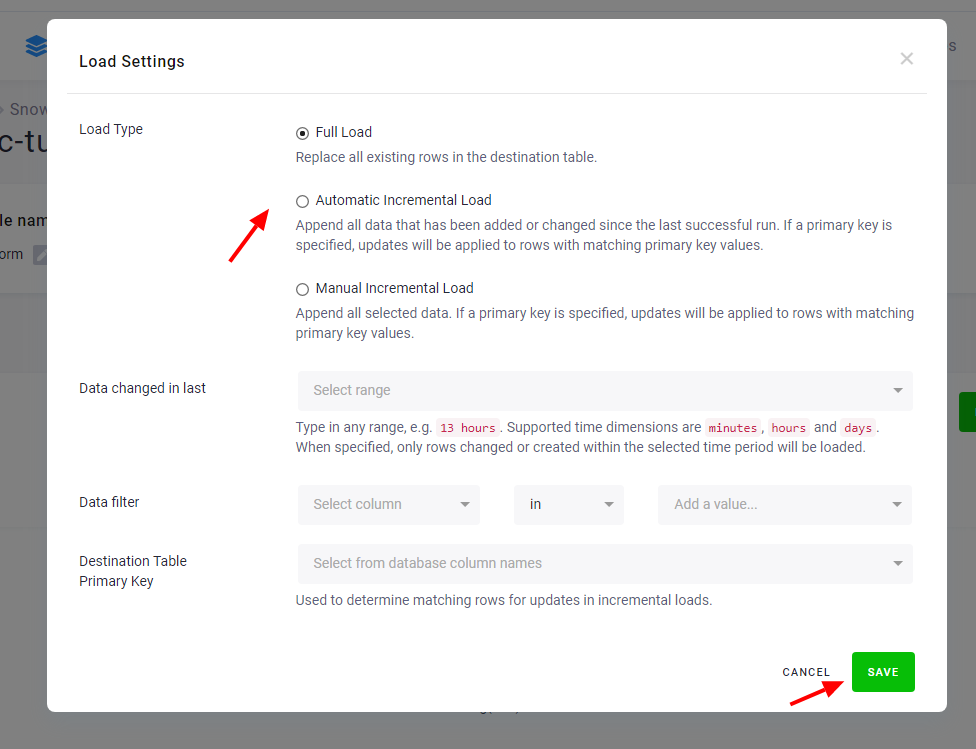 Load Settings
Snow
c-tu
le nam
orm
Load Type
Full Load
Replace all existing rows in the destination table.
Automatic Incremental Load
Append all data that has been added or changed since the last successful run. If a primary key is
specified, updates will be applied to rows with matching primary key values.
Manual Incremental Load
Append all selected data. If a primary key is specified, updates will be applied to rows with matching
primary key values.
Data changed in last
Select range
Type in any range, e.g. 13 hours. Supported time dimensions are minutes, hours and days.
When specified, only rows changed or created within the selected time period will be loaded.
Data filter
Select column
in
Add a value...
Destination Table
Primary Key
Select from database column names
Used to determine matching rows for updates in incremental loads.
CANCEL
SAVE